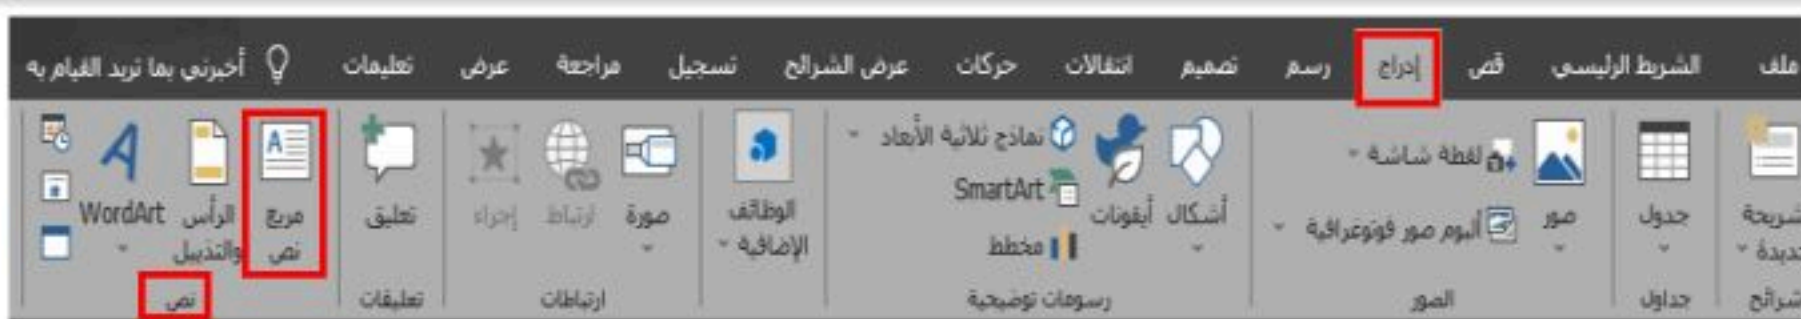 ملف الشريط الرئيسي قص إدراج رسم تصميم انتقالات حركات عرض الشرائح تسجيل مراجعة عرض تعليمات أخبرني بما تريد القيام به
شريحة
جدول
صور
لقطة شاشة
ألبوم صور فوتوغرافية
أشكال
أيقونات
نماذج ثلاثية الأبعاد
SmartArt
مخطط
الوظائف
الإضافية
صورة
ارتباط
إجراء
تعليق
مربع
نص
الرأس
والتذييل
WordArt
جداول الصور رسومات توضيحية ارتباطات تعليقات نص